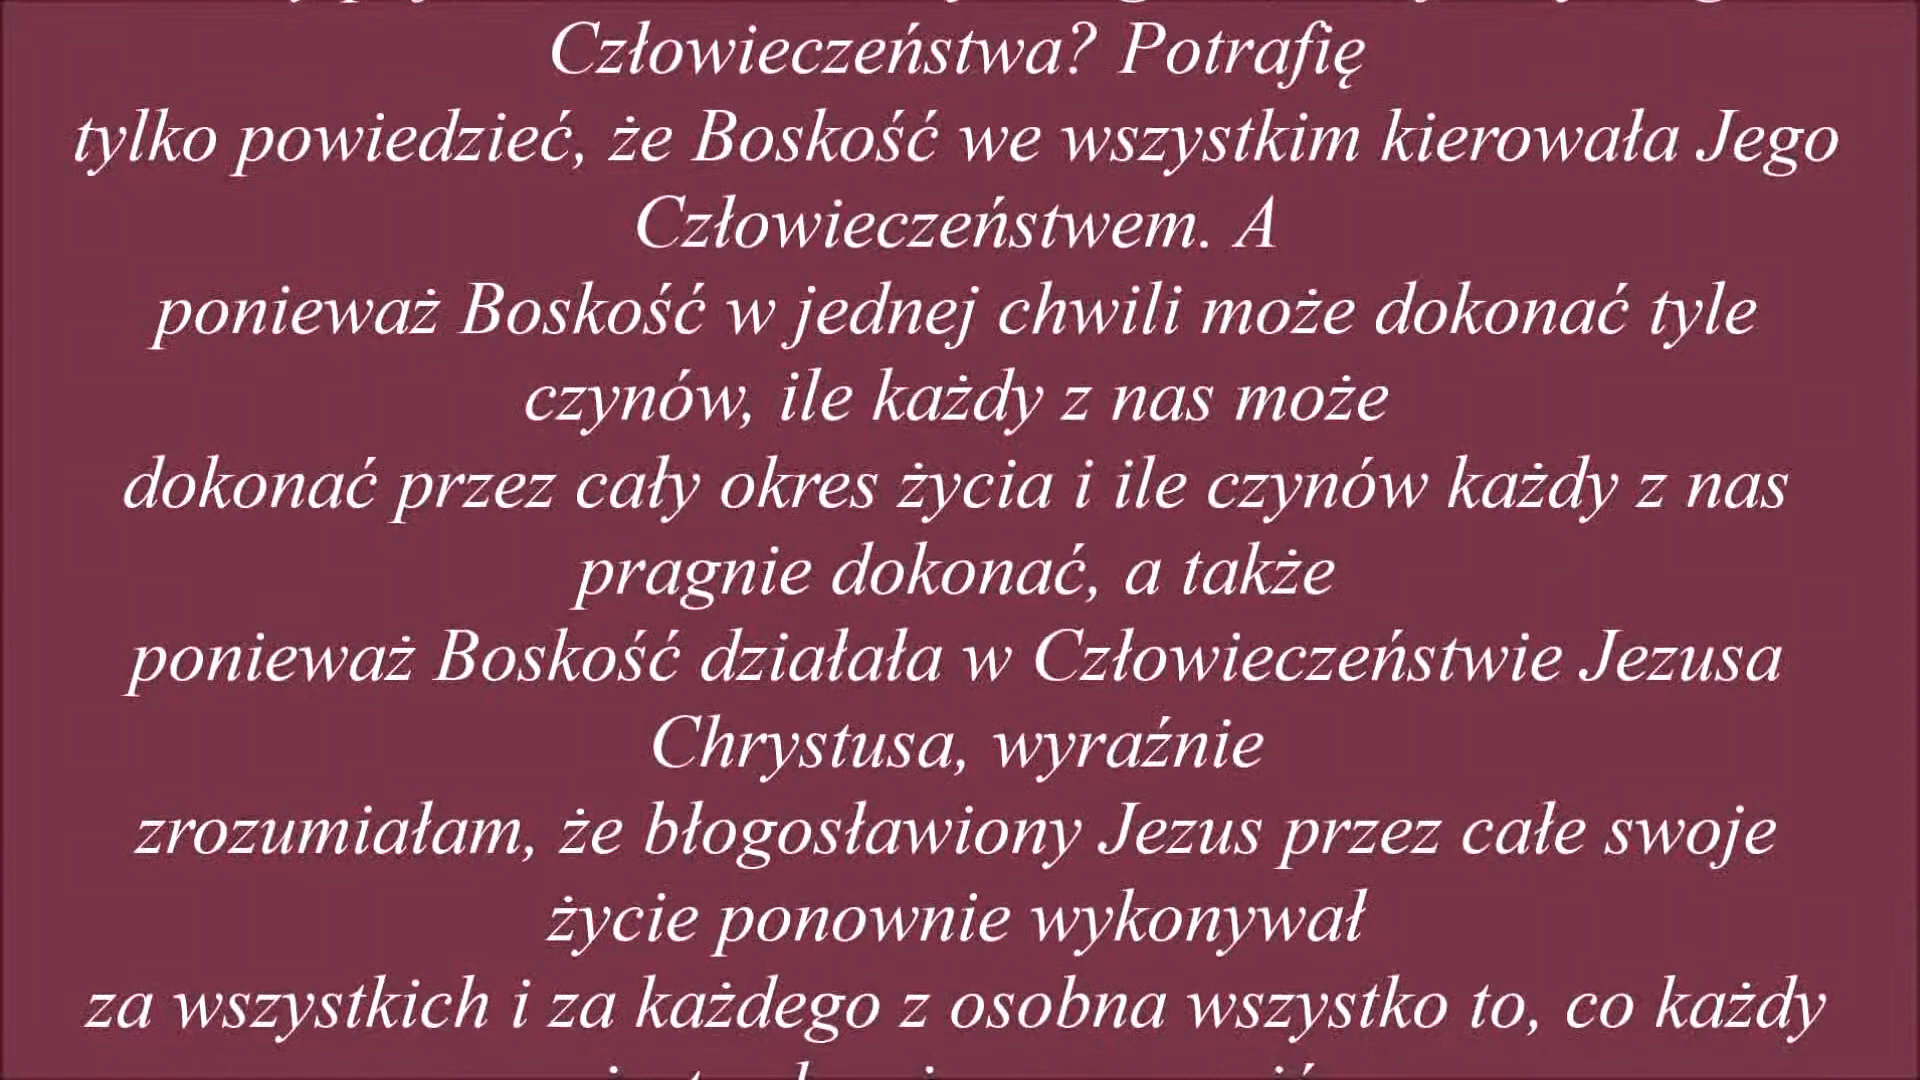 Człowieczeństwa? Potrafię
tylko powiedzieć, że Boskość we wszystkim kierowała Jego
Człowieczeństwem. A
ponieważ Boskość w jednej chwili może dokonać tyle
czynów, ile każdy z nas może
dokonać przez cały okres życia i ile czynów każdy z nas
pragnie dokonać, a także
ponieważ Boskość działała w Człowieczeństwie Jezusa
Chrystusa, wyraźnie
zrozumiałam, że błogosławiony Jezus przez całe swoje
życie ponownie wykonywał
za wszystkich i za każdego z osobna wszystko to, co każdy